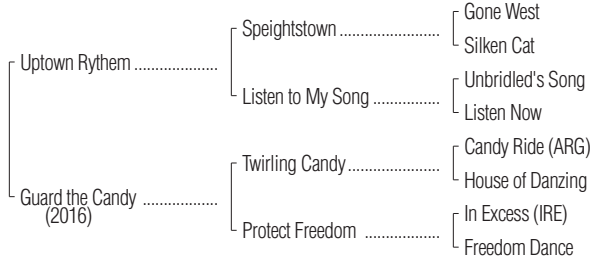 Gone West
Speightstown
Silken Cat
Uptown Rythem
Unbridled's Song
Listen to My Song
Listen Now
Candy Ride (ARG)
Twirling Candy
House of Danzing
Guard the Candy
(2016)
In Excess (IRE)
Protect Freedom
Freedom Dance